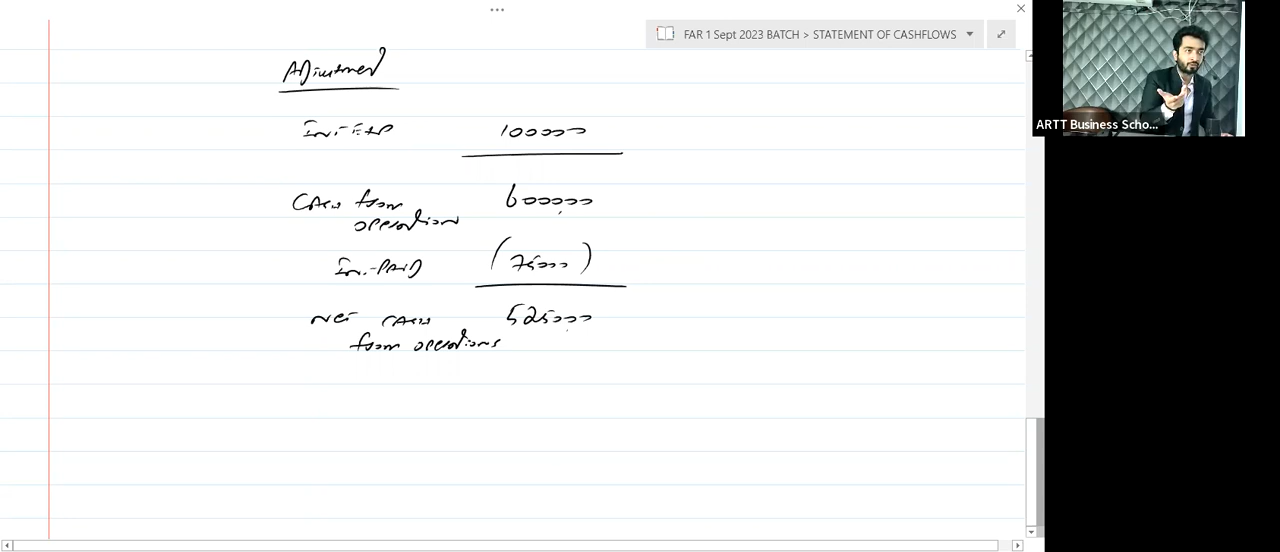 FAR 1 Sept 2023 BATCH > STATEMENT OF CASHFLOWS
ARTT Business Scho...
Adjustment
Int-Exp 100000
Cash from 600000
operations
Int.-PAID (75000)
Net cash 525000
from operations